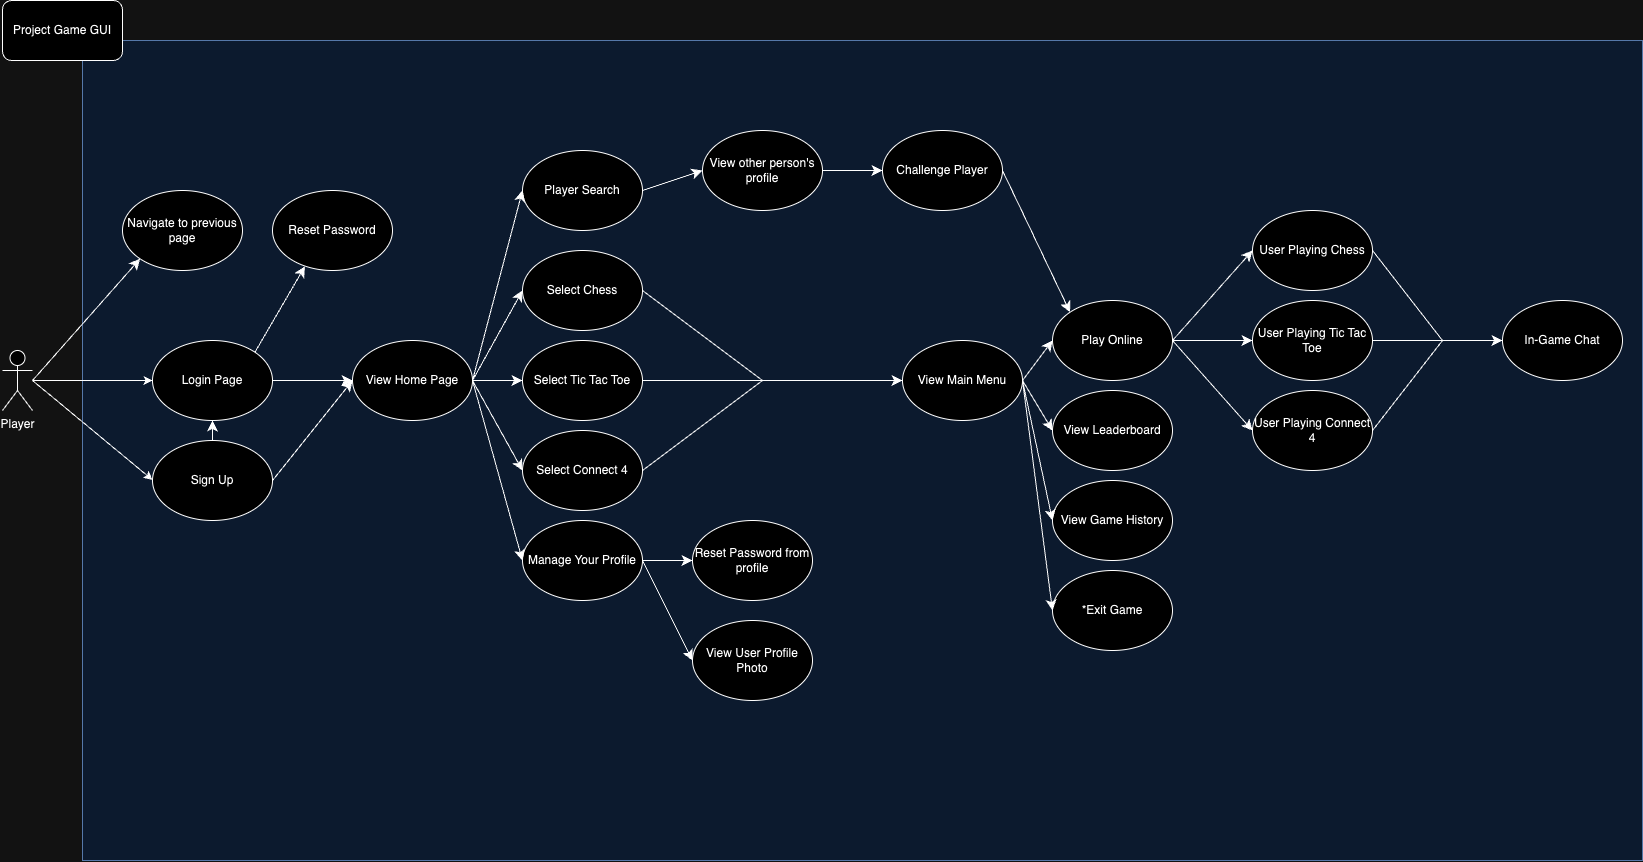 Project Game GUI
Player
Navigate to previous
page
Reset Password
Login Page
Sign Up
View Home Page
Player Search
Select Chess
Select Tic Tac Toe
Select Connect 4
Manage Your Profile
View other person's
profile
Challenge Player
Reset Password from
profile
View User Profile
Photo
View Main Menu
Play Online
View Leaderboard
View Game History
*Exit Game
User Playing Chess
User Playing Tic Tac
Toe
User Playing Connect
4
In-Game Chat